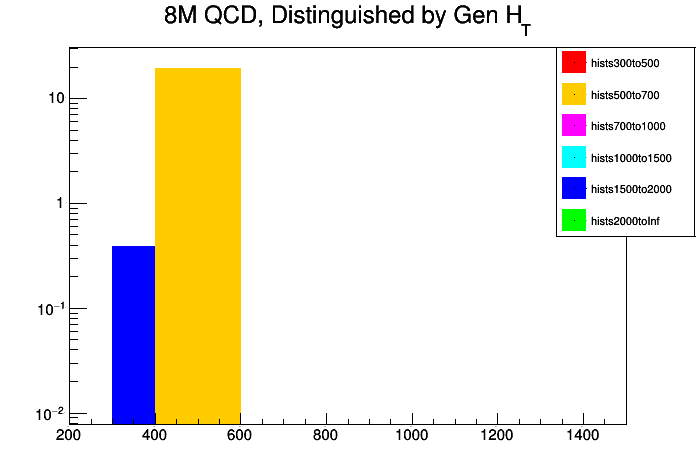 8M QCD, Distinguished by Gen H_T
hists300to500
hists500to700
hists700to1000
hists1000to1500
hists1500to2000
hists2000toInf
10
1
10^-1
10^-2
200 400 600 800 1000 1200 1400